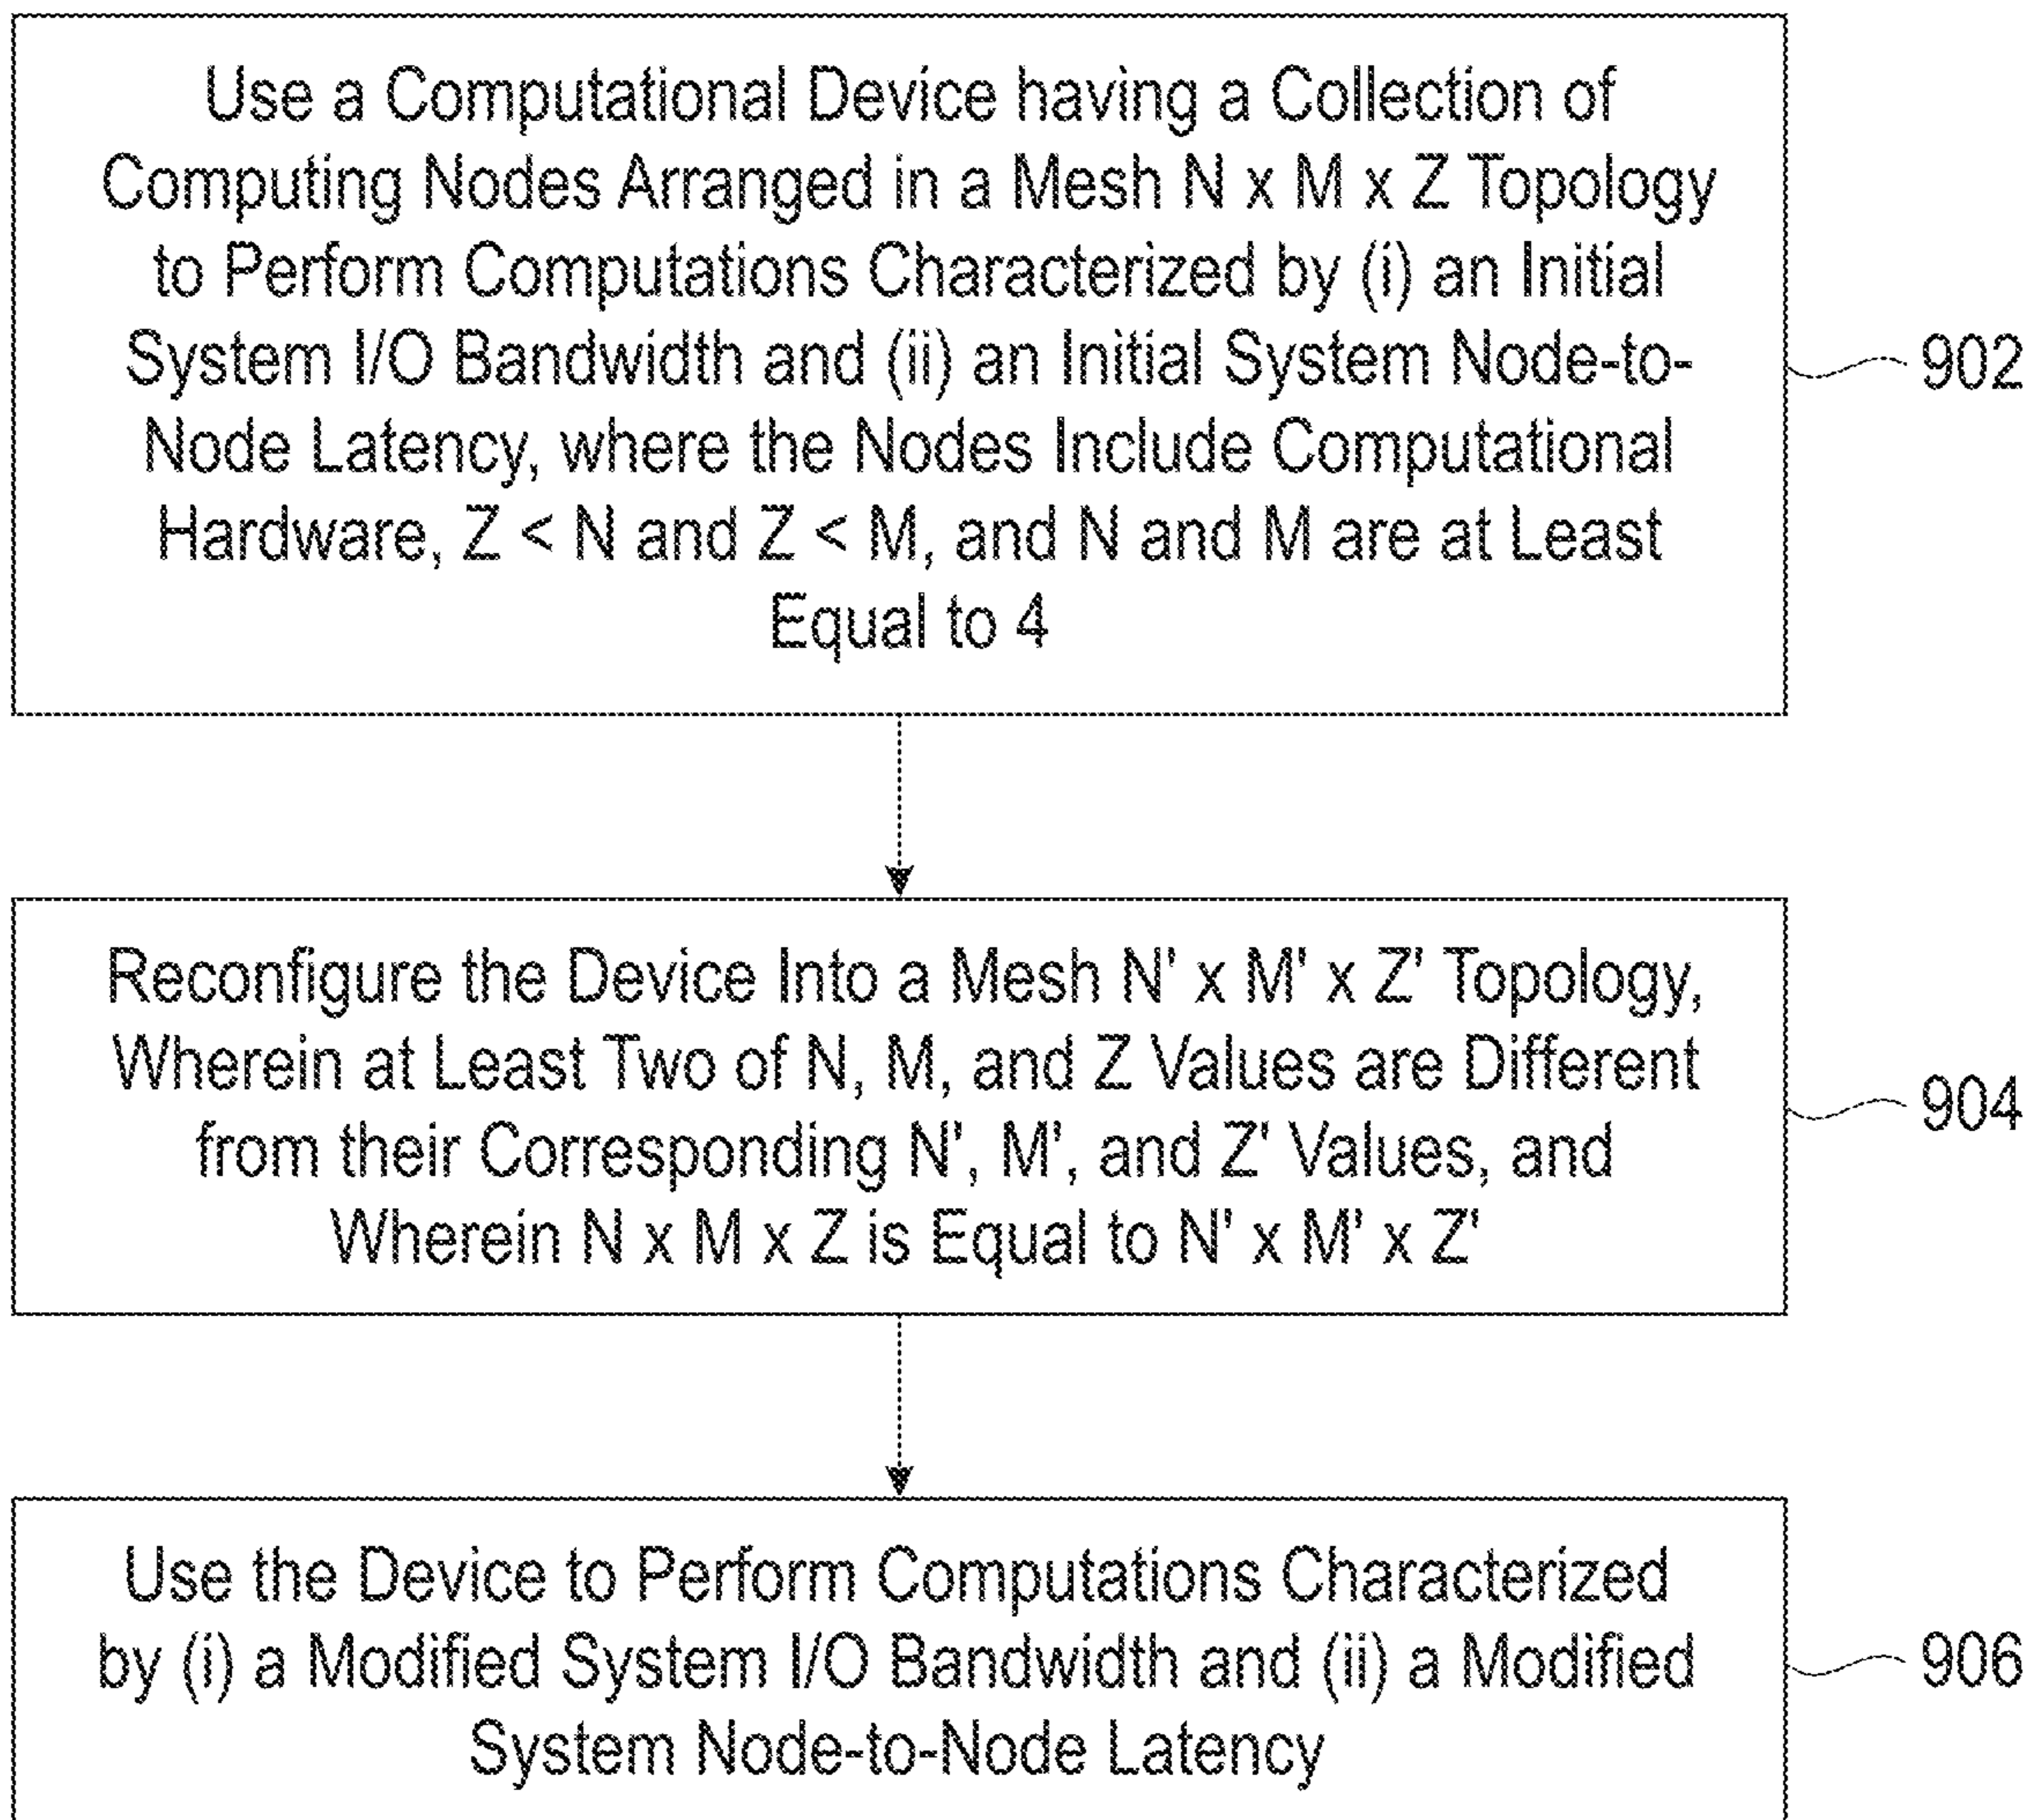 Use a Computational Device having a Collection of
Computing Nodes Arranged in a Mesh N x M x Z Topology
to Perform Computations Characterized by (i) an Initial
System I/O Bandwidth and (ii) an Initial System Node-to-
Node Latency, where the Nodes Include Computational
Hardware, Z < N and Z < M, and N and M are at Least
Equal to 4
902
Reconfigure the Device Into a Mesh N' x M' x Z' Topology,
Wherein at Least Two of N, M, and Z Values are Different
from their Corresponding N', M', and Z' Values, and
Wherein N x M x Z is Equal to N' x M' x Z'
904
Use the Device to Perform Computations Characterized
by (i) a Modified System I/O Bandwidth and (ii) a Modified
System Node-to-Node Latency
906